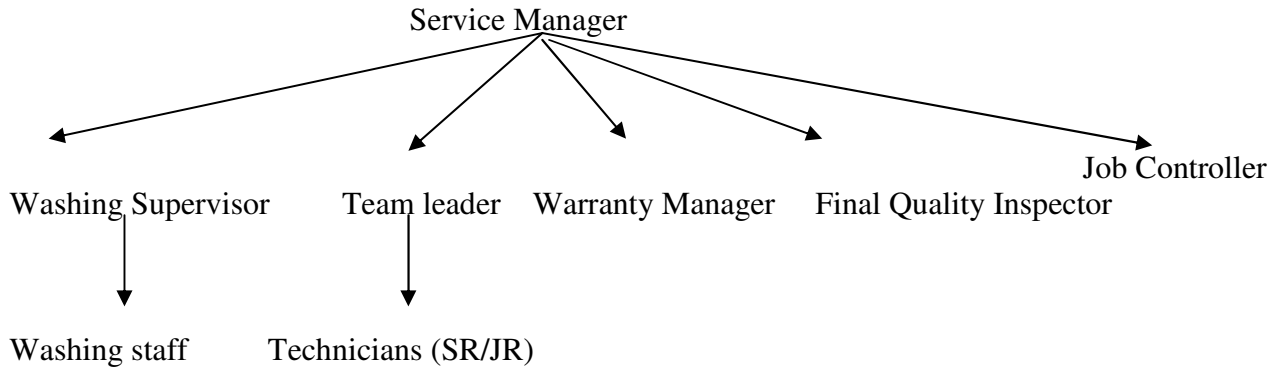 Service Manager
Job Controller
Washing Supervisor Team leader Warranty Manager Final Quality Inspector
Washing staff Technicians (SR/JR)